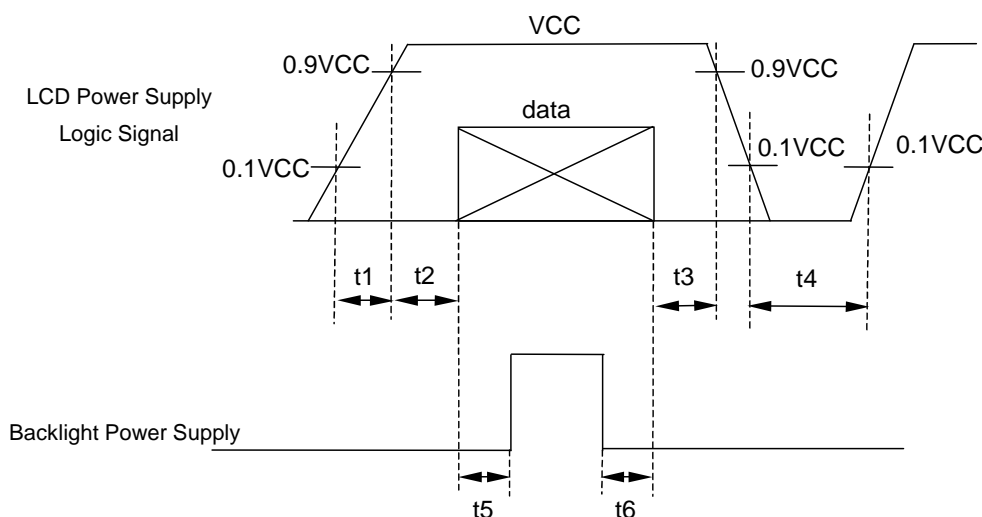 VCC
0.9VCC
0.9VCC
LCD Power Supply
Logic Signal
data
0.1VCC
0.1VCC
0.1VCC
t1
t2
t3
t4
Backlight Power Supply
t5
t6